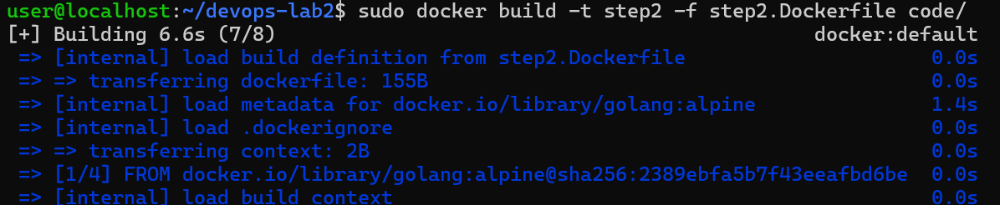 user@localhost:~/devops-lab2$ sudo docker build -t step2 -f step2.Dockerfile code/
[+] Building 6.6s (7/8) docker:default
=> [internal] load build definition from step2.Dockerfile 0.0s
=> => transferring dockerfile: 155B 0.0s
=> [internal] load metadata for docker.io/library/golang:alpine 1.4s
=> [internal] load .dockerignore 0.0s
=> => transferring context: 2B 0.0s
=> [1/4] FROM docker.io/library/golang:alpine@sha256:2389ebfa5b7f43eeafbd6be 0.0s
=> [internal] load build context 0.0s